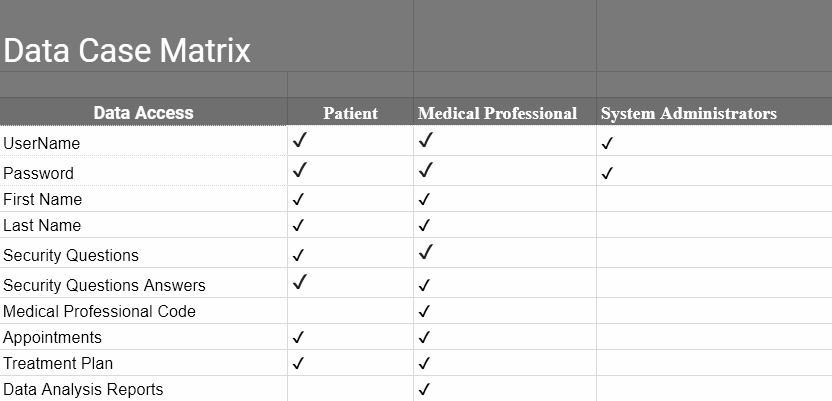 Data Case Matrix
Data Access Patient Medical Professional System Administrators
UserName ✓ ✓ ✓
Password ✓ ✓ ✓
First Name ✓ ✓
Last Name ✓ ✓
Security Questions ✓ ✓
Security Questions Answers ✓ ✓
Medical Professional Code ✓
Appointments ✓ ✓
Treatment Plan ✓ ✓
Data Analysis Reports ✓